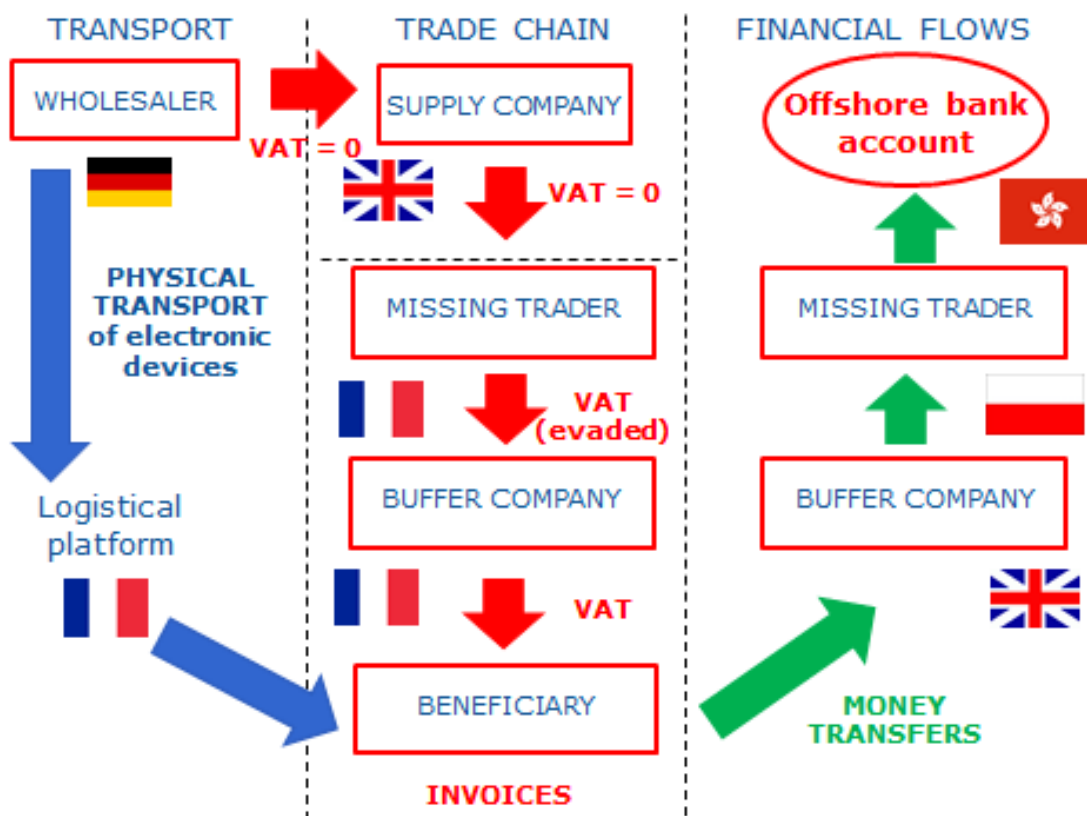 TRANSPORT
TRADE CHAIN
FINANCIAL FLOWS
WHOLESALER
VAT = 0
SUPPLY COMPANY
VAT = 0
Offshore bank
account
PHYSICAL
TRANSPORT
of electronic
devices
MISSING TRADER
VAT
(evaded)
MISSING TRADER
Logistical
platform
BUFFER COMPANY
VAT
BUFFER COMPANY
BENEFICIARY
INVOICES
MONEY
TRANSFERS